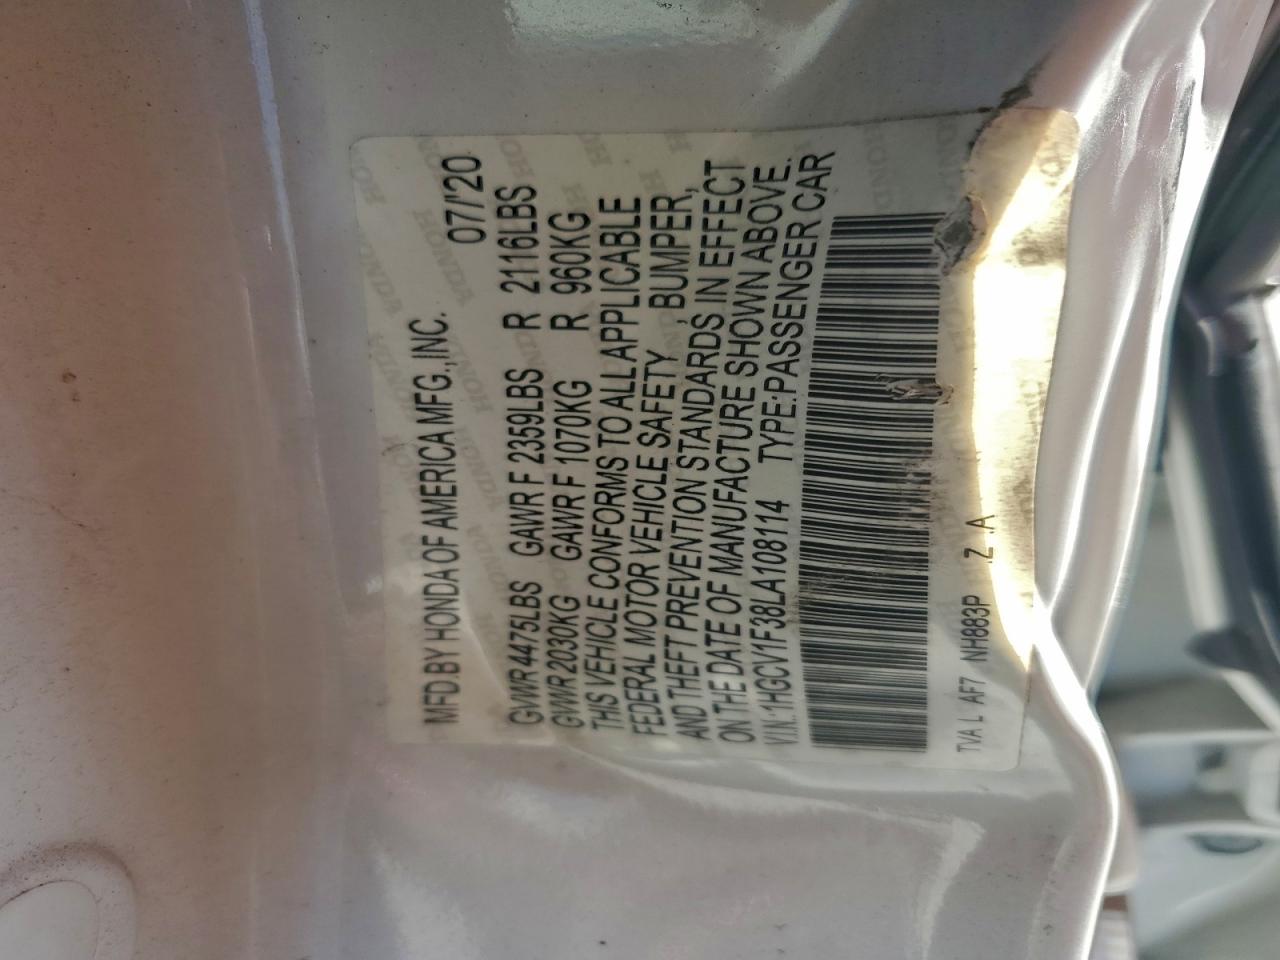 MFD.BY HONDA OF AMERICA MFG.,INC. 07/'20
GVWR 4475LBS GAWR F 2359LBS R 2116LBS
GVWR 2030KG GAWR F 1070KG R 960KG
THIS VEHICLE CONFORMS TO ALL APPLICABLE
FEDERAL MOTOR VEHICLE SAFETY, BUMPER,
AND THEFT PREVENTION STANDARDS IN EFFECT
ON THE DATE OF MANUFACTURE SHOWN ABOVE.
V.I.N.:1HGCV1F38LA108114 TYPE:PASSENGER CAR
TVA L AF7 NH883P .Z .A